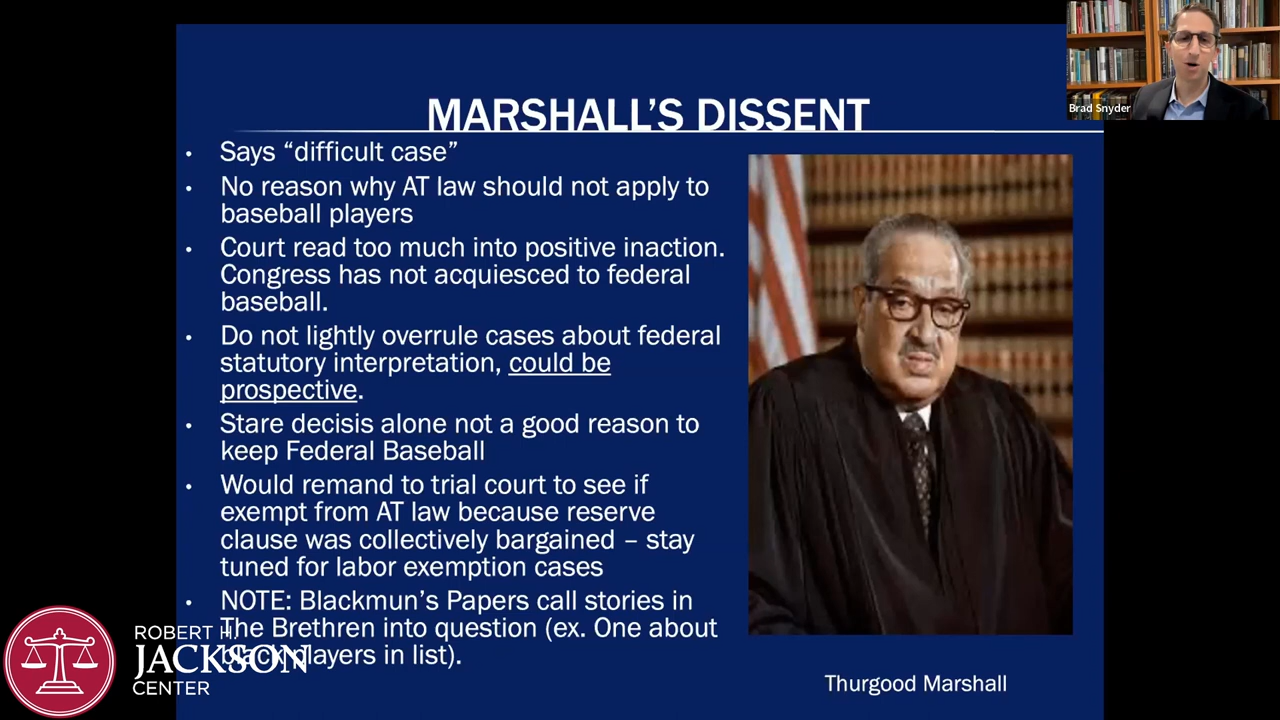 Brad Snyder
MARSHALL’S DISSENT
• Says “difficult case”
• No reason why AT law should not apply to
baseball players
• Court read too much into positive inaction.
Congress has not acquiesced to federal
baseball.
• Do not lightly overrule cases about federal
statutory interpretation, could be
prospective.
• Stare decisis alone not a good reason to
keep Federal Baseball
• Would remand to trial court to see if
exempt from AT law because reserve
clause was collectively bargained – stay
tuned for labor exemption cases
• NOTE: Blackmun’s Papers call stories in
The Brethren into question (ex. One about
black players in list).
Thurgood Marshall
ROBERT H.
JACKSON
CENTER